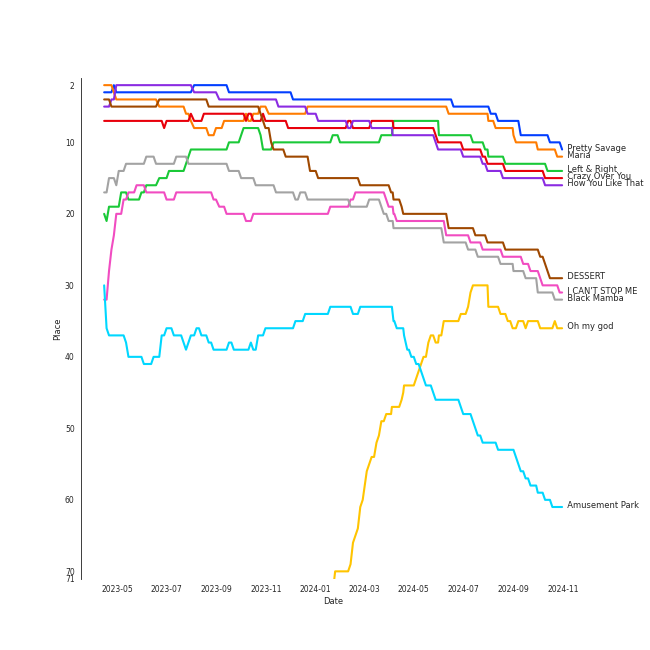 2
10
20
30
40
50
60
70
71
Place
2023-05 2023-07 2023-09 2023-11 2024-01 2024-03 2024-05 2024-07 2024-09 2024-11
Date
Pretty Savage
Maria
Left & Right
Crazy Over You
How You Like That
DESSERT
I CAN'T STOP ME
Black Mamba
Oh my god
Amusement Park